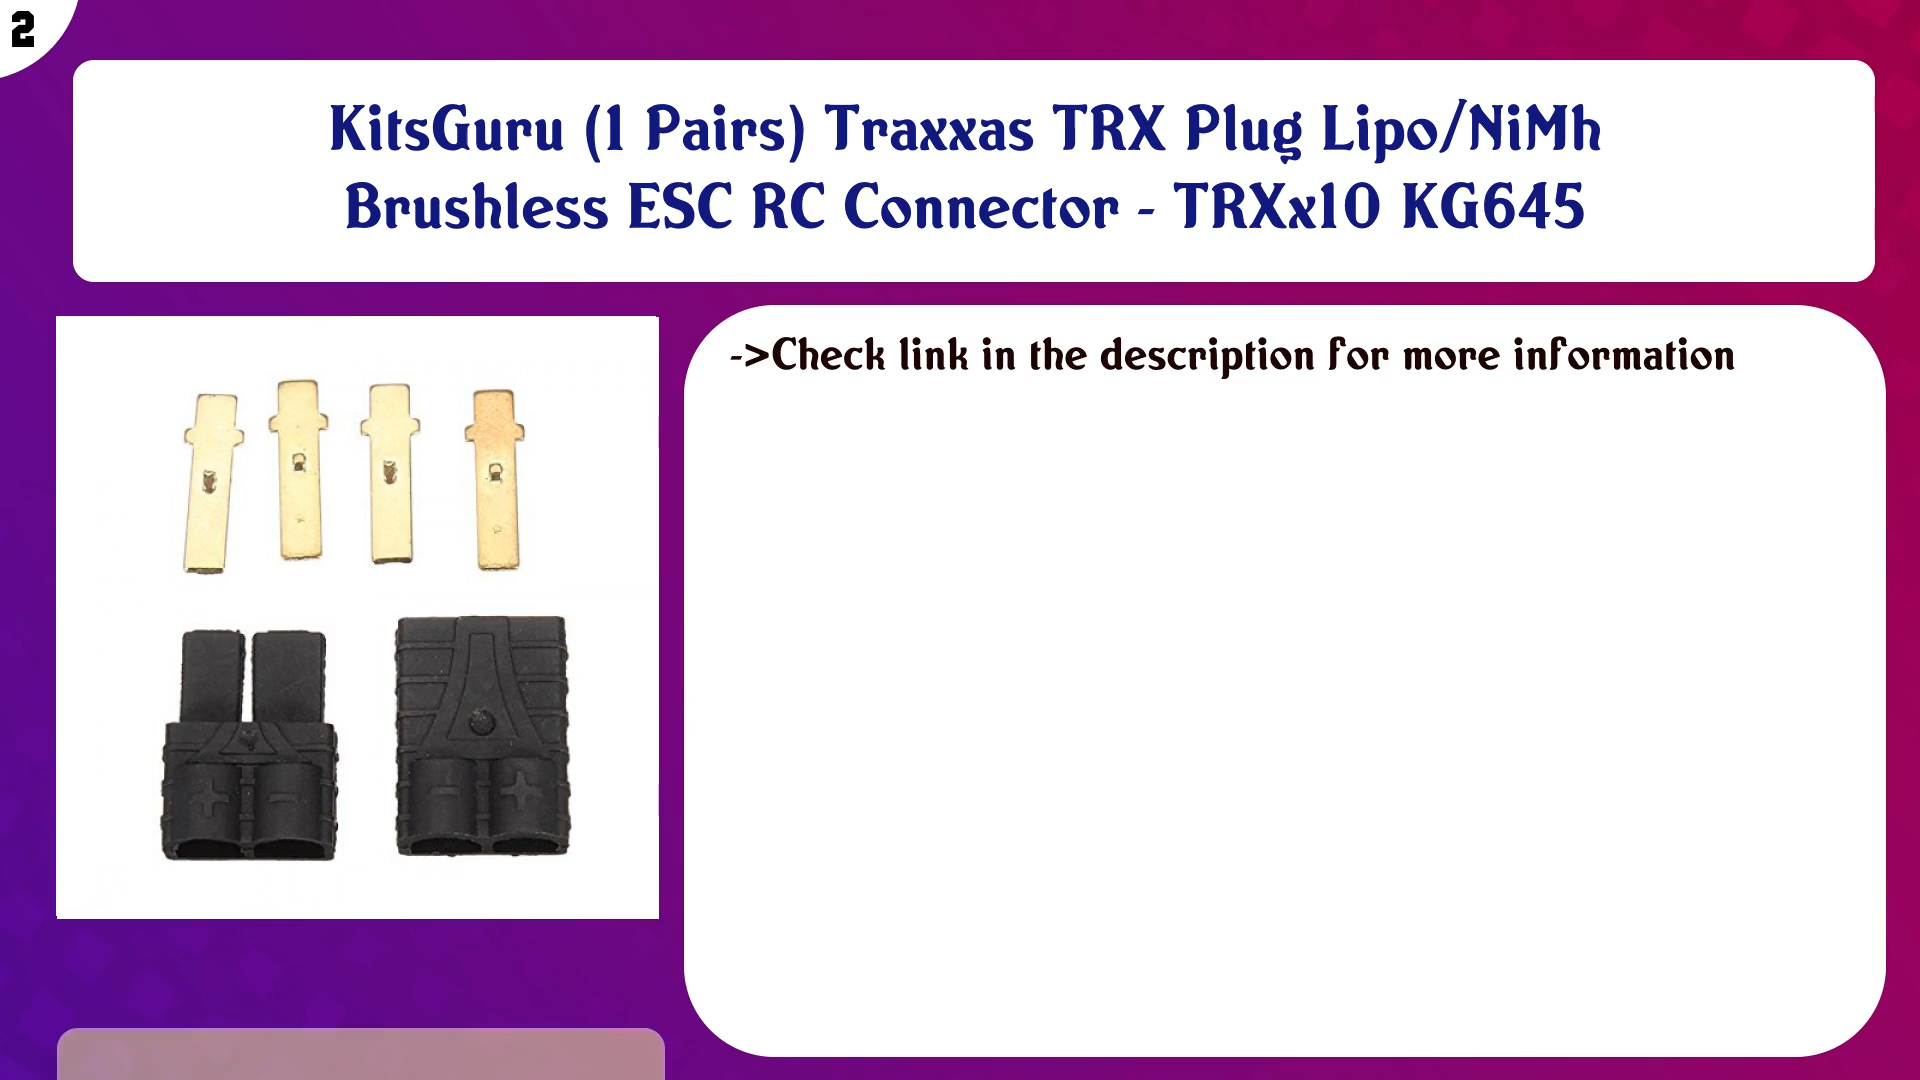 2
KitsGuru (1 Pairs) Traxxas TRX Plug Lipo/NiMh
Brushless ESC RC Connector - TRXx10 KG645
->Check link in the description for more information
+ -
- +